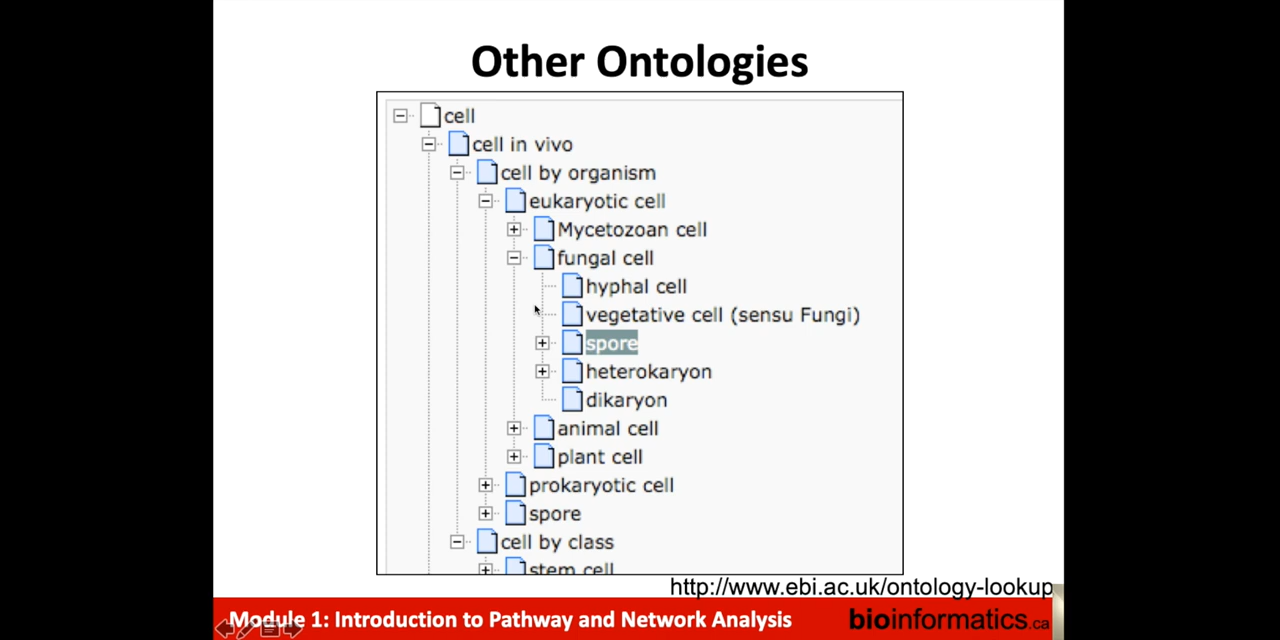 Other Ontologies
cell
cell in vivo
cell by organism
eukaryotic cell
Mycetozoan cell
fungal cell
hyphal cell
vegetative cell (sensu Fungi)
spore
heterokaryon
dikaryon
animal cell
plant cell
prokaryotic cell
spore
cell by class
stem cell
http://www.ebi.ac.uk/ontology-lookup
Module 1: Introduction to Pathway and Network Analysis
bioinformatics.ca